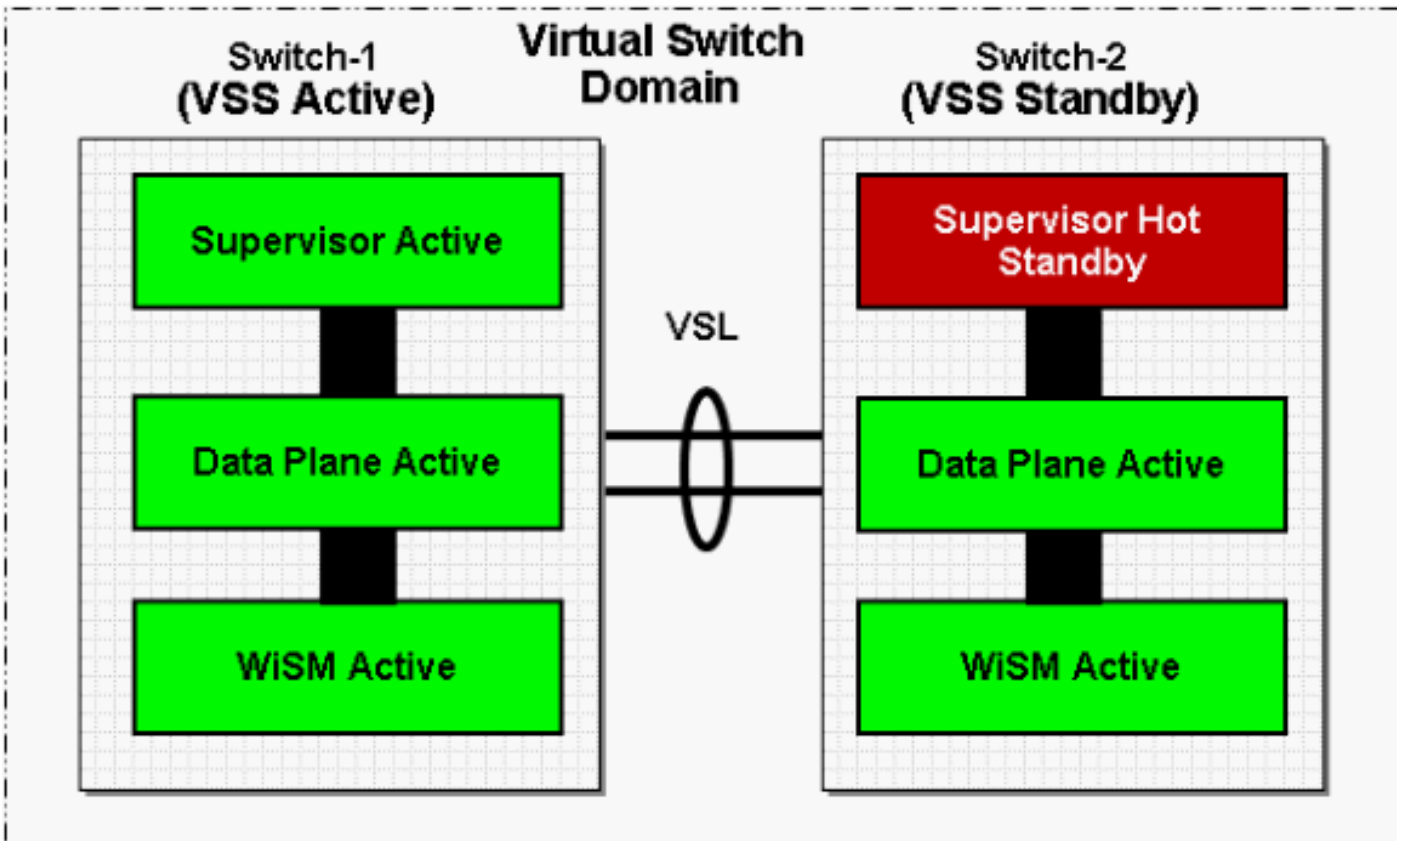 Switch-1
(VSS Active)
Virtual Switch
Domain
Switch-2
(VSS Standby)
Supervisor Active
Data Plane Active
WiSM Active
VSL
Supervisor Hot
Standby
Data Plane Active
WiSM Active